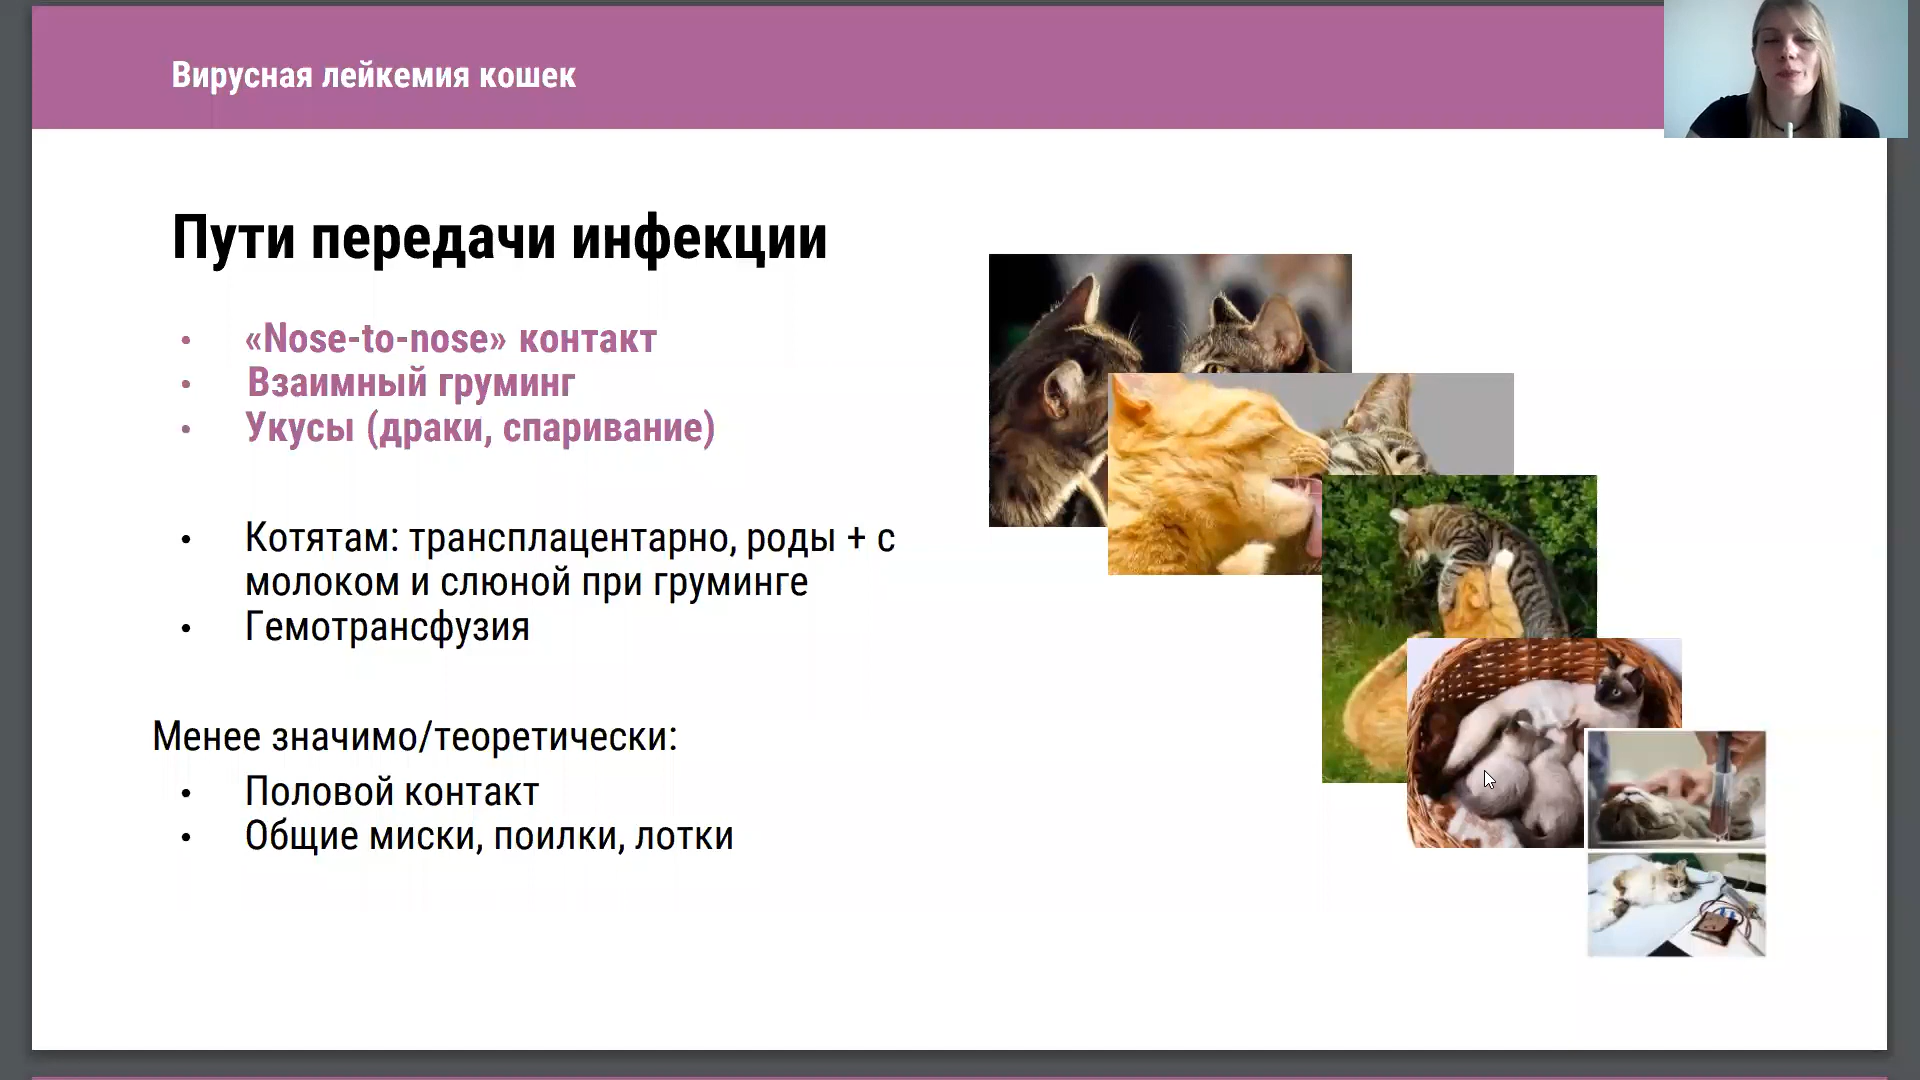 Вирусная лейкемия кошек
Пути передачи инфекции
• «Nose-to-nose» контакт
• Взаимный груминг
• Укусы (драки, спаривание)
• Котятам: трансплацентарно, роды + с
молоком и слюной при груминге
• Гемотрансфузия
Менее значимо/теоретически:
• Половой контакт
• Общие миски, поилки, лотки